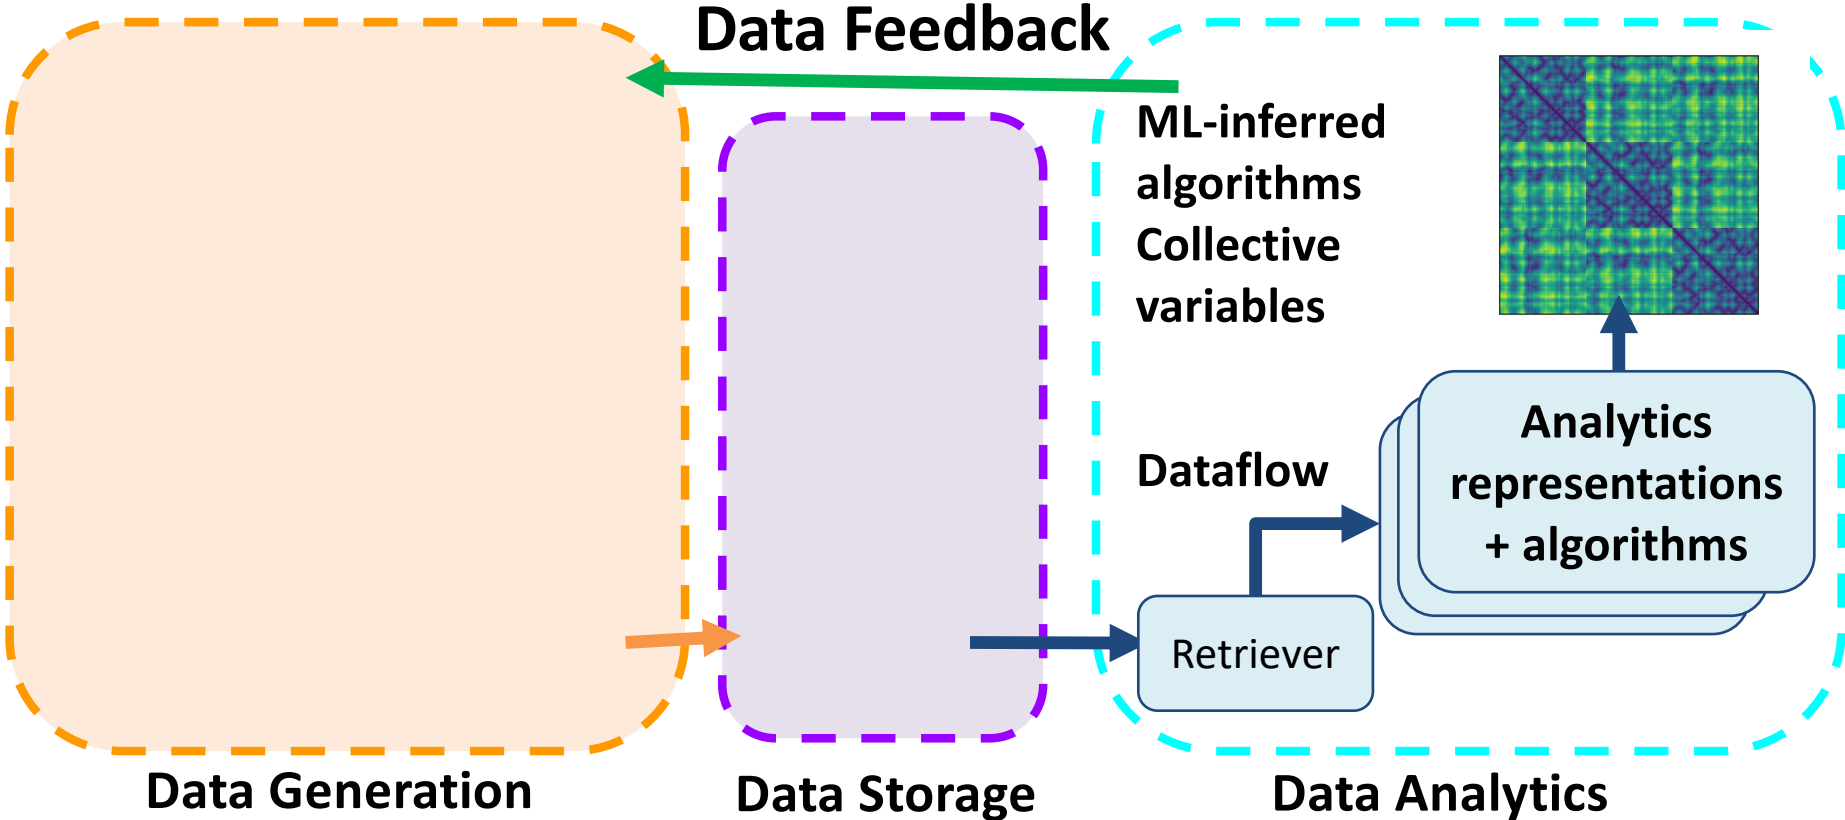 Data Feedback
ML-inferred
algorithms
Collective
variables
Dataflow
Analytics
representations
+ algorithms
Retriever
Data Generation
Data Storage
Data Analytics